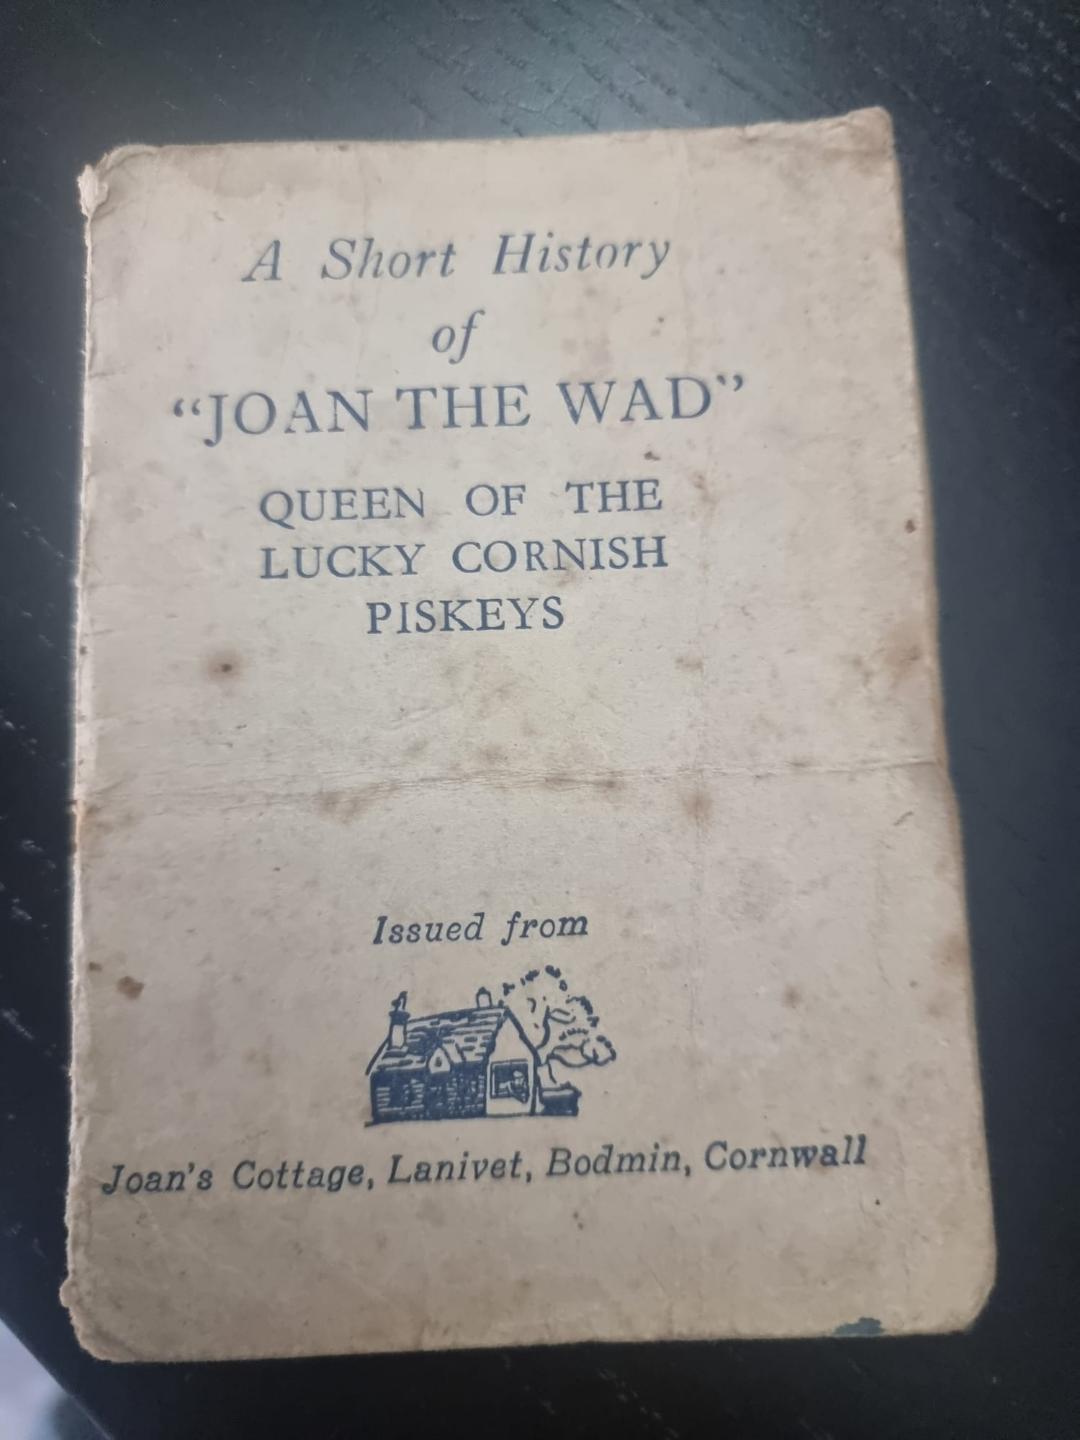 A Short History
of
“JOAN THE WAD”
QUEEN OF THE
LUCKY CORNISH
PISKEYS
Issued from
Joan's Cottage, Lanivet, Bodmin, Cornwall